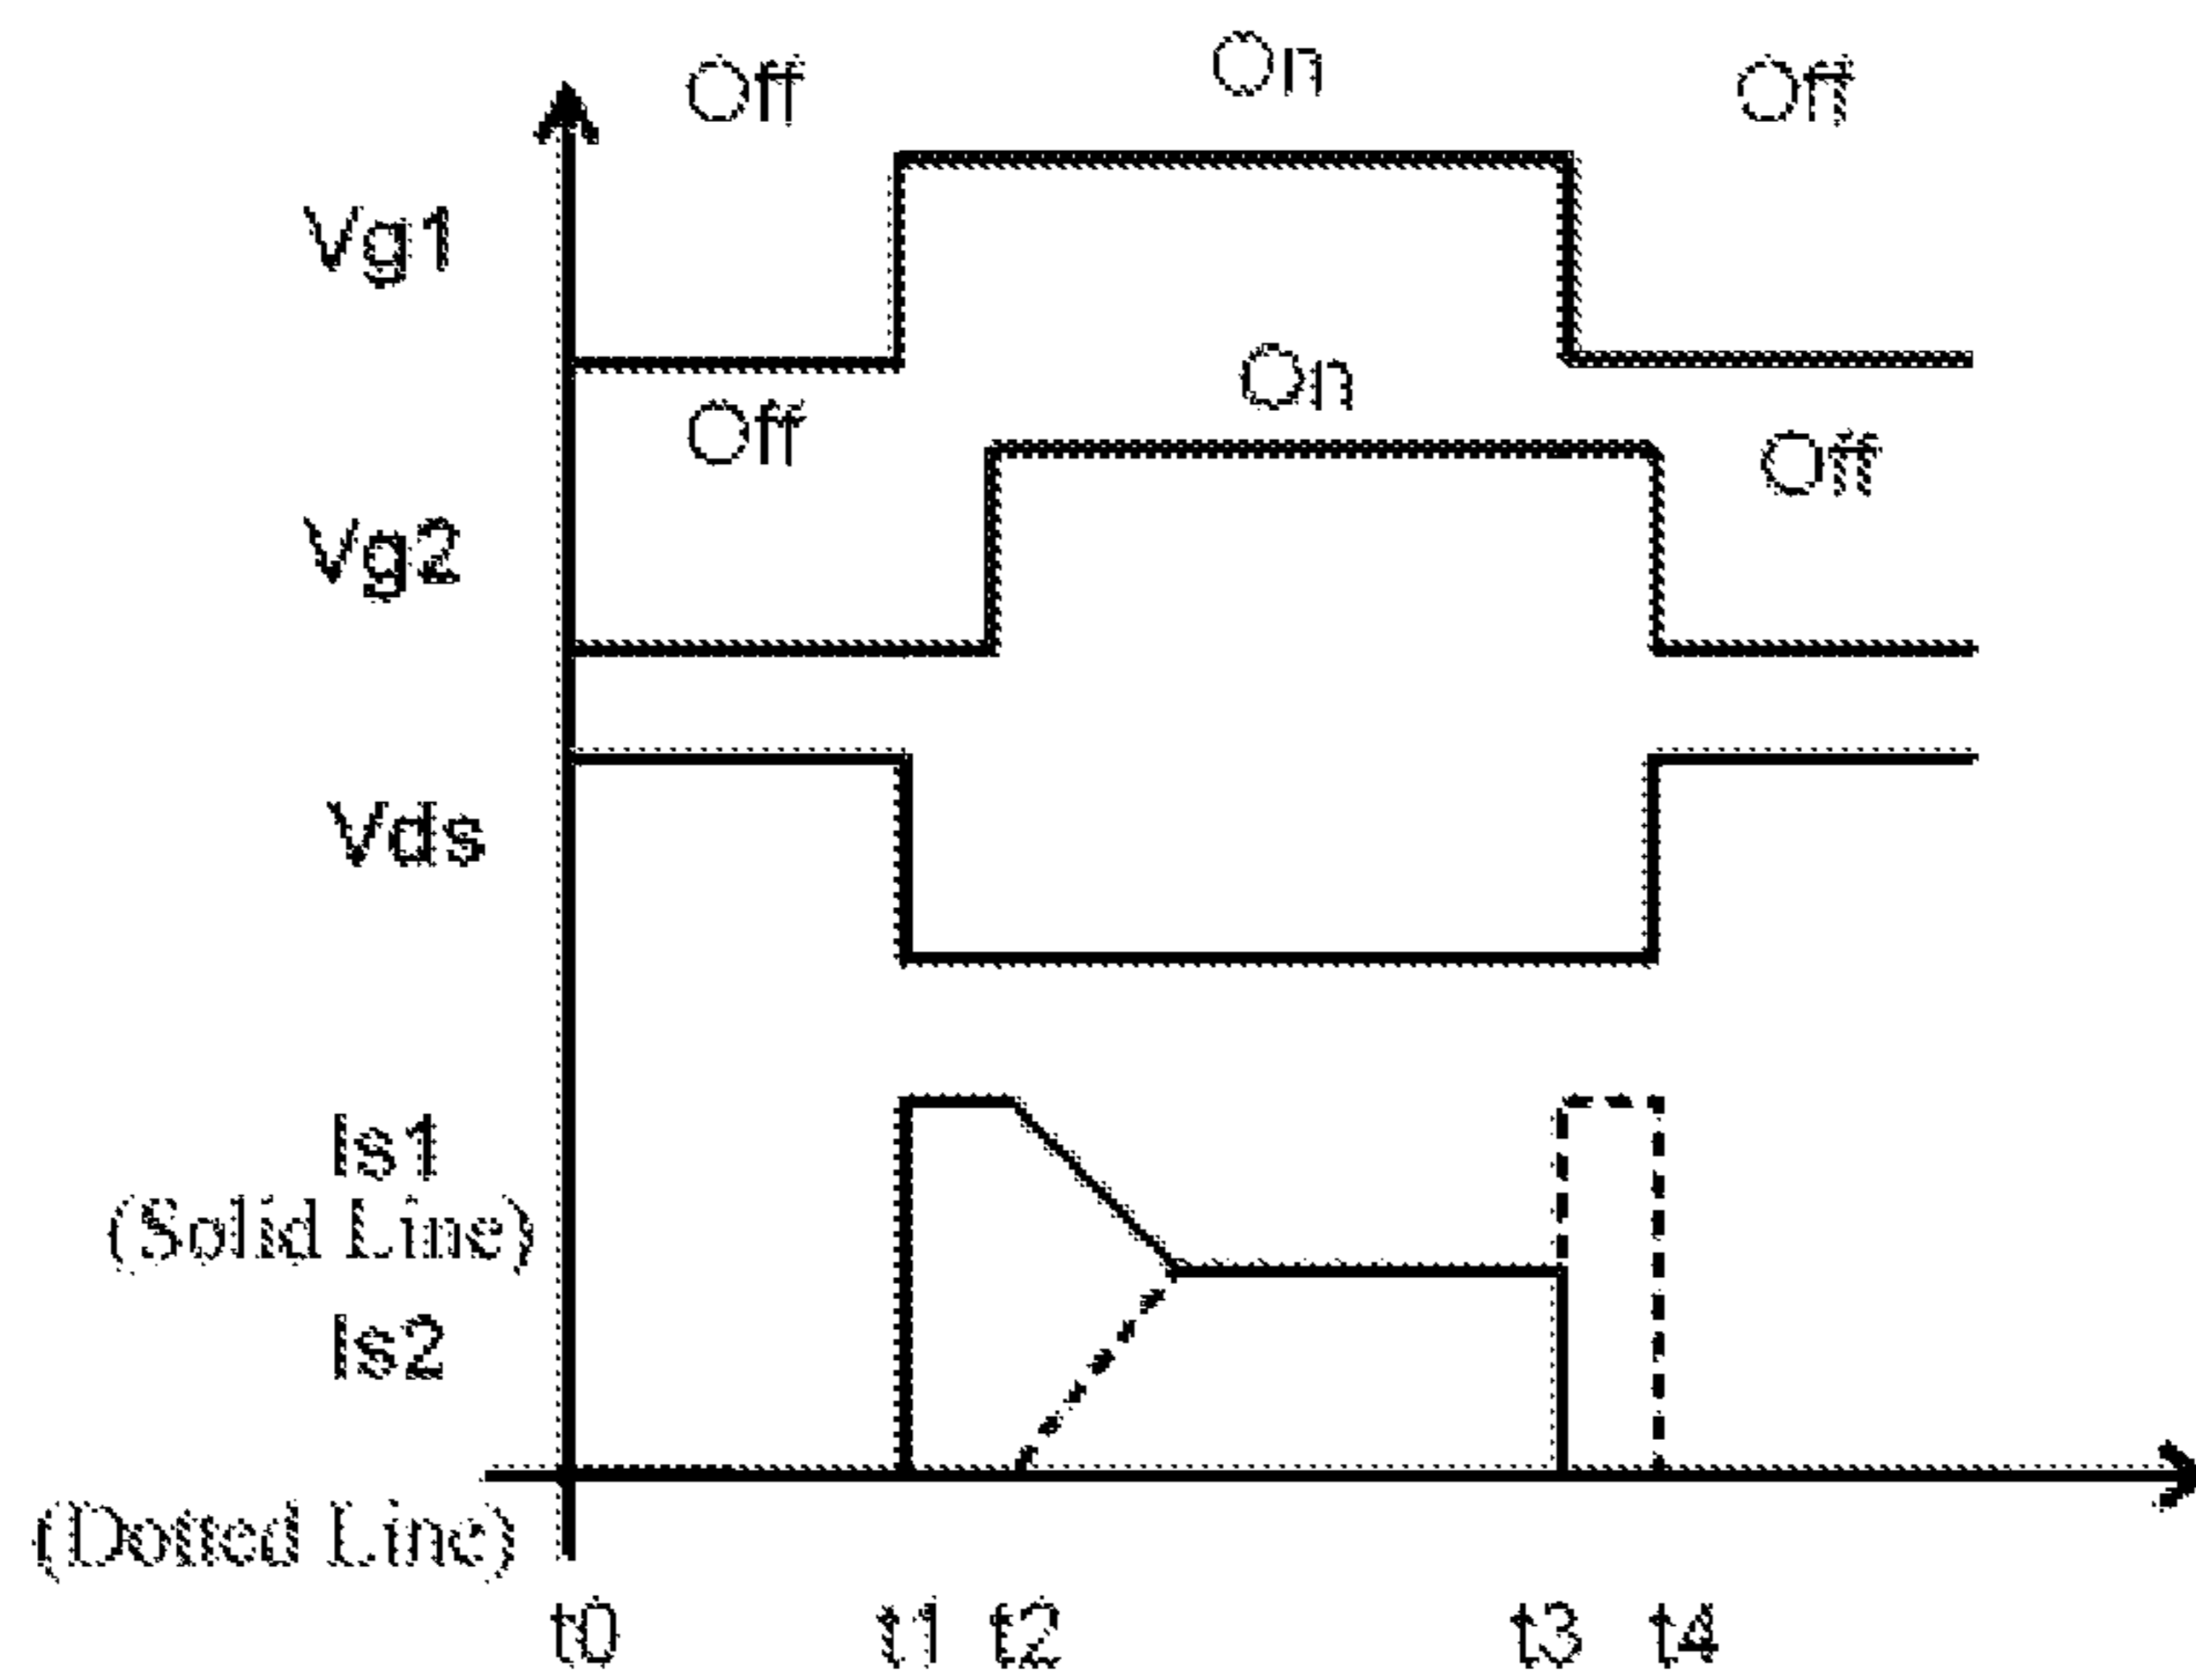 Off On Off
Vg1
Off On Off
Vg2
Vds
Is1
(Solid Line)
Is2
(Dotted Line)
t0 t1 t2 t3 t4